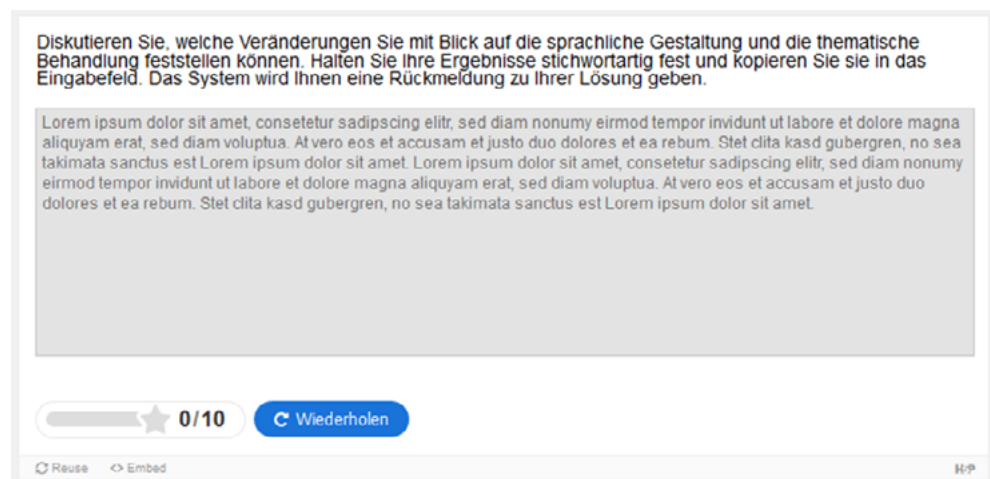 Diskutieren Sie, welche Veränderungen Sie mit Blick auf die sprachliche Gestaltung und die thematische
Behandlung feststellen können. Halten Sie Ihre Ergebnisse stichwortartig fest und kopieren Sie sie in das
Eingabefeld. Das System wird Ihnen eine Rückmeldung zu Ihrer Lösung geben.
Lorem ipsum dolor sit amet, consetetur sadipscing elitr, sed diam nonumy eirmod tempor invidunt ut labore et dolore magna
aliquyam erat, sed diam voluptua. At vero eos et accusam et justo duo dolores et ea rebum. Stet clita kasd gubergren, no sea
takimata sanctus est Lorem ipsum dolor sit amet. Lorem ipsum dolor sit amet, consetetur sadipscing elitr, sed diam nonumy
eirmod tempor invidunt ut labore et dolore magna aliquyam erat, sed diam voluptua. At vero eos et accusam et justo duo
dolores et ea rebum. Stet clita kasd gubergren, no sea takimata sanctus est Lorem ipsum dolor sit amet.
0/10 Wiederholen
Reuse <> Embed H5P